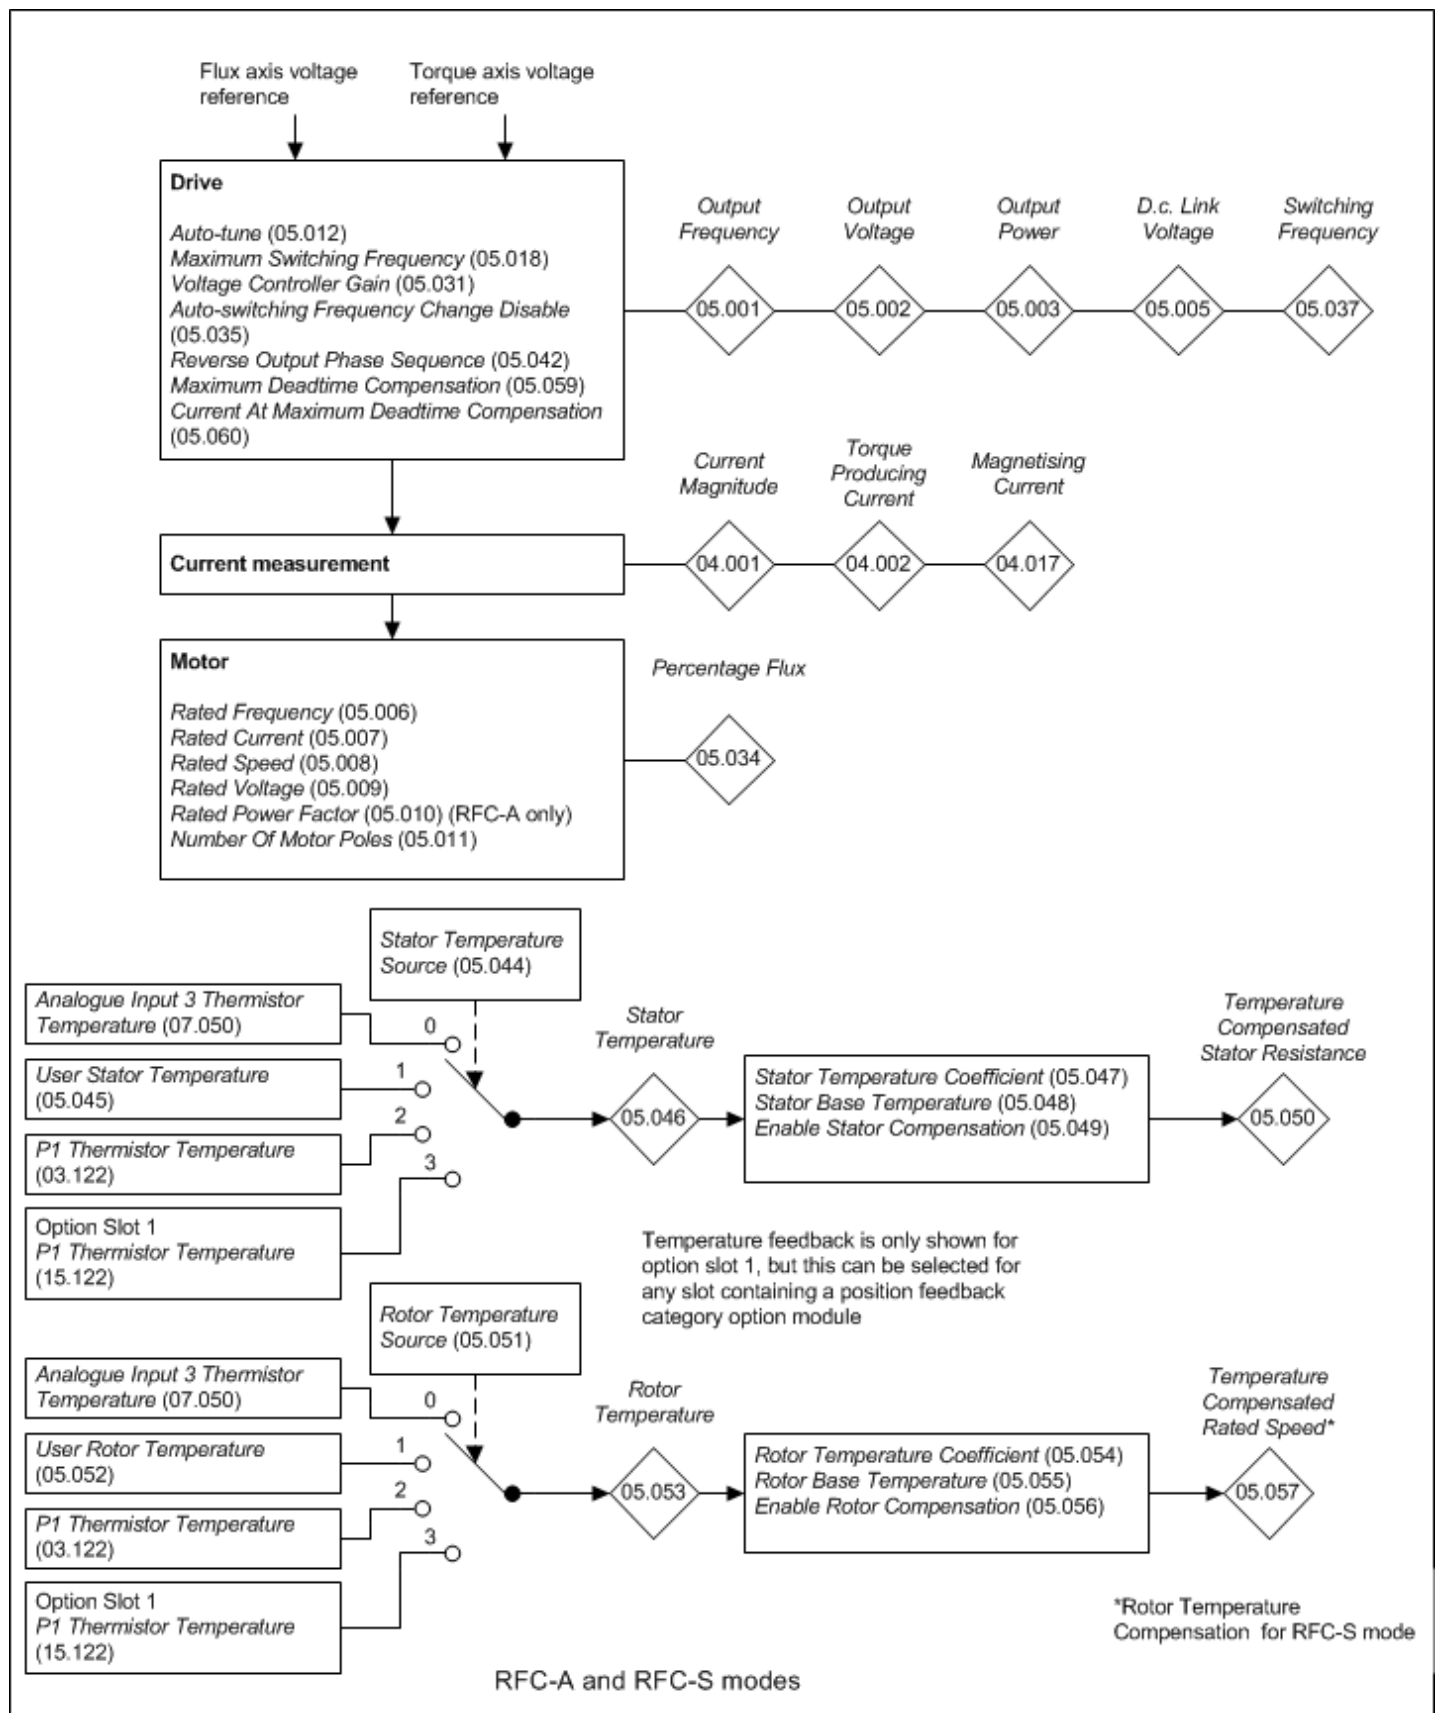 Flux axis voltage
reference
Torque axis voltage
reference
Drive
Auto-tune (05.012)
Maximum Switching Frequency (05.018)
Voltage Controller Gain (05.031)
Auto-switching Frequency Change Disable
(05.035)
Reverse Output Phase Sequence (05.042)
Maximum Deadtime Compensation (05.059)
Current At Maximum Deadtime Compensation
(05.060)
Output
Frequency
Output
Voltage
Output
Power
D.c. Link
Voltage
Switching
Frequency
05.001
05.002
05.003
05.005
05.037
Current
Magnitude
Torque
Producing
Current
Magnetising
Current
Current measurement
04.001
04.002
04.017
Motor
Rated Frequency (05.006)
Rated Current (05.007)
Rated Speed (05.008)
Rated Voltage (05.009)
Rated Power Factor (05.010) (RFC-A only)
Number Of Motor Poles (05.011)
Percentage Flux
05.034
Stator Temperature
Source (05.044)
Analogue Input 3 Thermistor
Temperature (07.050)
User Stator Temperature
(05.045)
P1 Thermistor Temperature
(03.122)
Option Slot 1
P1 Thermistor Temperature
(15.122)
0
1
2
3
Stator
Temperature
05.046
Stator Temperature Coefficient (05.047)
Stator Base Temperature (05.048)
Enable Stator Compensation (05.049)
Temperature
Compensated
Stator Resistance
05.050
Temperature feedback is only shown for
option slot 1, but this can be selected for
any slot containing a position feedback
category option module
Rotor Temperature
Source (05.051)
Analogue Input 3 Thermistor
Temperature (07.050)
User Rotor Temperature
(05.052)
P1 Thermistor Temperature
(03.122)
Option Slot 1
P1 Thermistor Temperature
(15.122)
0
1
2
3
Rotor
Temperature
05.053
Rotor Temperature Coefficient (05.054)
Rotor Base Temperature (05.055)
Enable Rotor Compensation (05.056)
Temperature
Compensated
Rated Speed*
05.057
*Rotor Temperature
Compensation for RFC-S mode
RFC-A and RFC-S modes